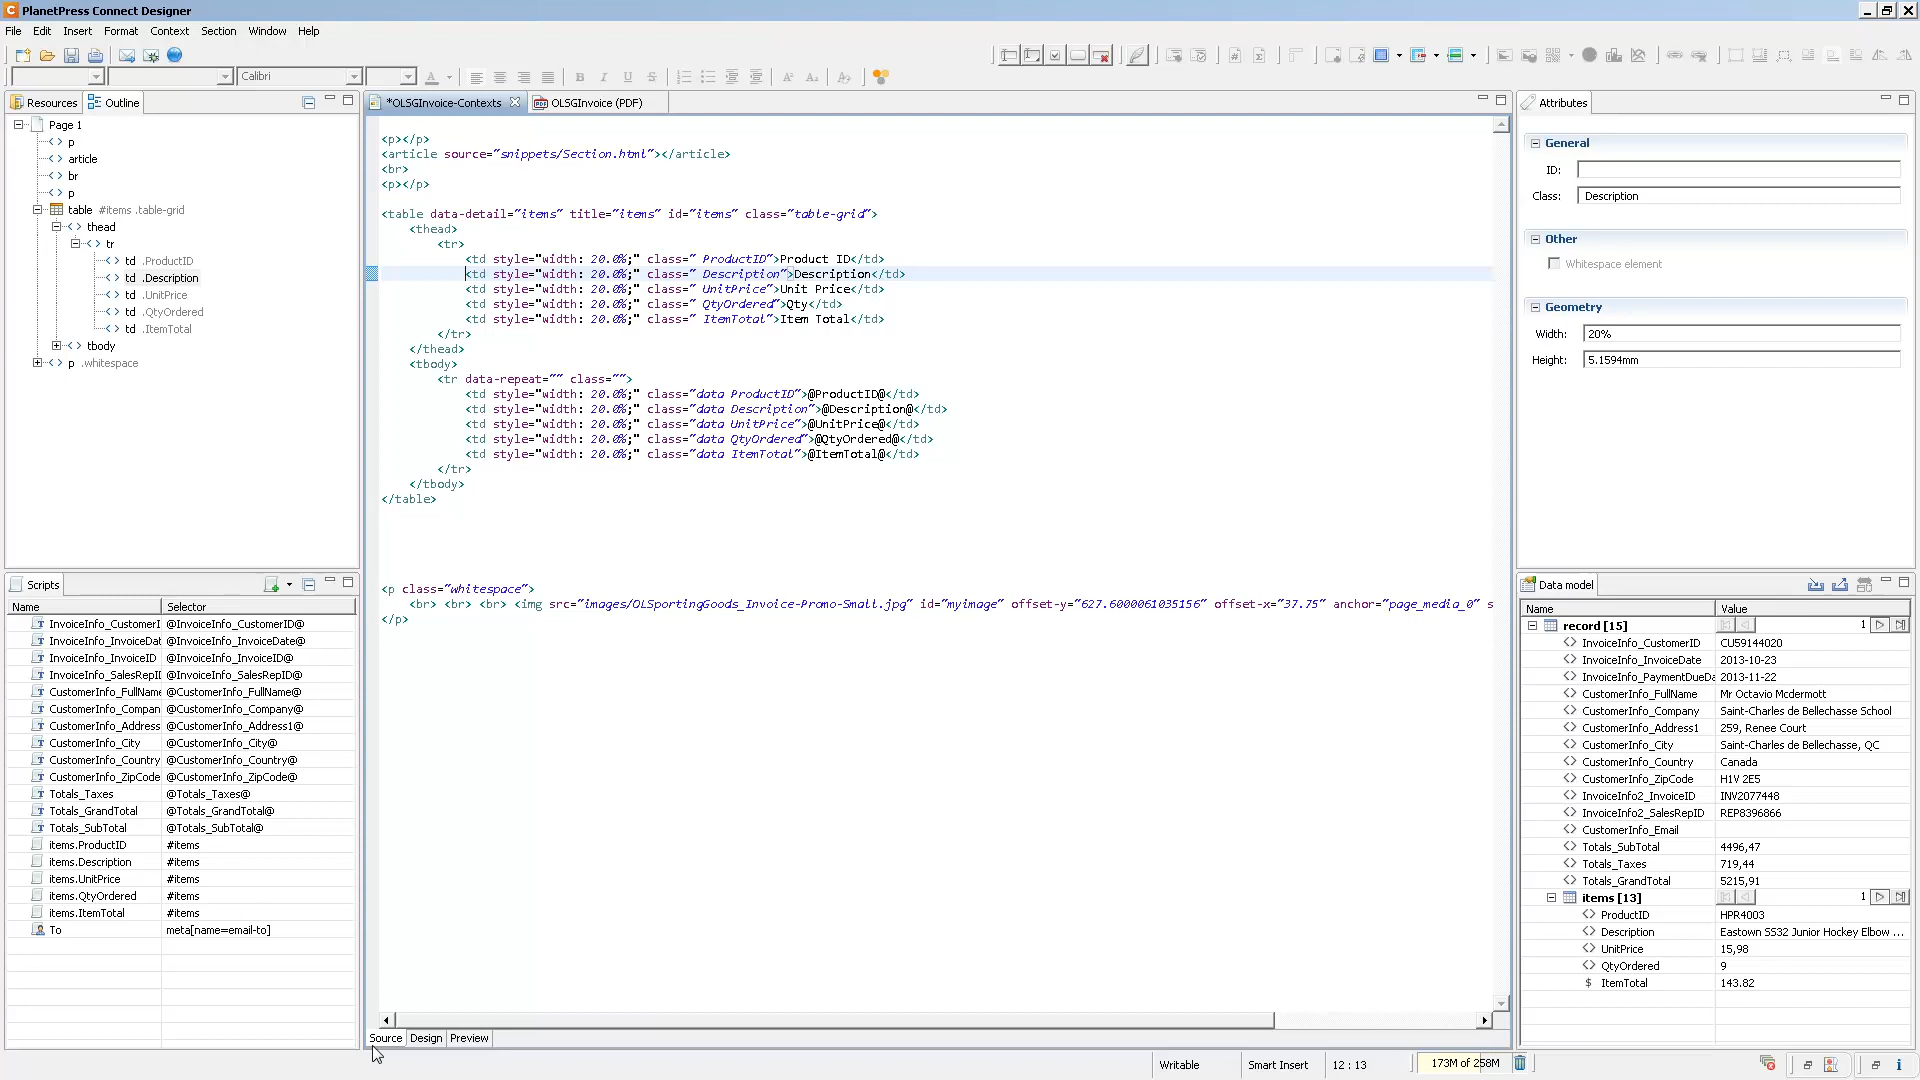 PlanetPress Connect Designer
File Edit Insert Format Context Section Window Help
Calibri
Resources Outline
Page 1
p
article
br
p
table #items .table-grid
thead
tr
td .ProductID
td .Description
td .UnitPrice
td .QtyOrdered
td .ItemTotal
tbody
p .whitespace
*OLSGInvoice-Contexts OLSGInvoice (PDF)
<p></p>
<article source="snippets/Section.html"></article>
<br>
<p></p>
<table data-detail="items" title="items" id="items" class="table-grid">
<thead>
<tr>
<td style="width: 20.0%;" class=" ProductID">Product ID</td>
<td style="width: 20.0%;" class=" Description">Description</td>
<td style="width: 20.0%;" class=" UnitPrice">Unit Price</td>
<td style="width: 20.0%;" class=" QtyOrdered">Qty</td>
<td style="width: 20.0%;" class=" ItemTotal">Item Total</td>
</tr>
</thead>
<tbody>
<tr data-repeat="" class="">
<td style="width: 20.0%;" class="data ProductID">@ProductID@</td>
<td style="width: 20.0%;" class="data Description">@Description@</td>
<td style="width: 20.0%;" class="data UnitPrice">@UnitPrice@</td>
<td style="width: 20.0%;" class="data QtyOrdered">@QtyOrdered@</td>
<td style="width: 20.0%;" class="data ItemTotal">@ItemTotal@</td>
</tr>
</tbody>
</table>
<p class="whitespace">
<br> <br> <br> <img src="images/OLSportingGoods_Invoice-Promo-Small.jpg" id="myimage" offset-y="627.6000061035156" offset-x="37.75" anchor="page_media_0" s
</p>
Source Design Preview
Attributes
General
ID:
Class: Description
Other
Whitespace element
Geometry
Width: 20%
Height: 5.1594mm
Scripts
Name Selector
InvoiceInfo_CustomerI @InvoiceInfo_CustomerID@
InvoiceInfo_InvoiceDat @InvoiceInfo_InvoiceDate@
InvoiceInfo_InvoiceID @InvoiceInfo_InvoiceID@
InvoiceInfo_SalesRepID @InvoiceInfo_SalesRepID@
CustomerInfo_FullName @CustomerInfo_FullName@
CustomerInfo_Compan @CustomerInfo_Company@
CustomerInfo_Address @CustomerInfo_Address1@
CustomerInfo_City @CustomerInfo_City@
CustomerInfo_Country @CustomerInfo_Country@
CustomerInfo_ZipCode @CustomerInfo_ZipCode@
Totals_Taxes @Totals_Taxes@
Totals_GrandTotal @Totals_GrandTotal@
Totals_SubTotal @Totals_SubTotal@
items.ProductID #items
items.Description #items
items.UnitPrice #items
items.QtyOrdered #items
items.ItemTotal #items
To meta[name=email-to]
Data model
Name Value
record [15] 1
InvoiceInfo_CustomerID CU59144020
InvoiceInfo_InvoiceDate 2013-10-23
InvoiceInfo_PaymentDueDa 2013-11-22
CustomerInfo_FullName Mr Octavio Mcdermott
CustomerInfo_Company Saint-Charles de Bellechasse School
CustomerInfo_Address1 259, Renee Court
CustomerInfo_City Saint-Charles de Bellechasse, QC
CustomerInfo_Country Canada
CustomerInfo_ZipCode H1V 2E5
InvoiceInfo2_InvoiceID INV2077448
InvoiceInfo2_SalesRepID REP8396866
CustomerInfo_Email
Totals_SubTotal 4496,47
Totals_Taxes 719,44
Totals_GrandTotal 5215,91
items [13] 1
ProductID HPR4003
Description Eastown SS32 Junior Hockey Elbow ...
UnitPrice 15,98
QtyOrdered 9
$ ItemTotal 143.82
Writable Smart Insert 12 : 13 173M of 258M